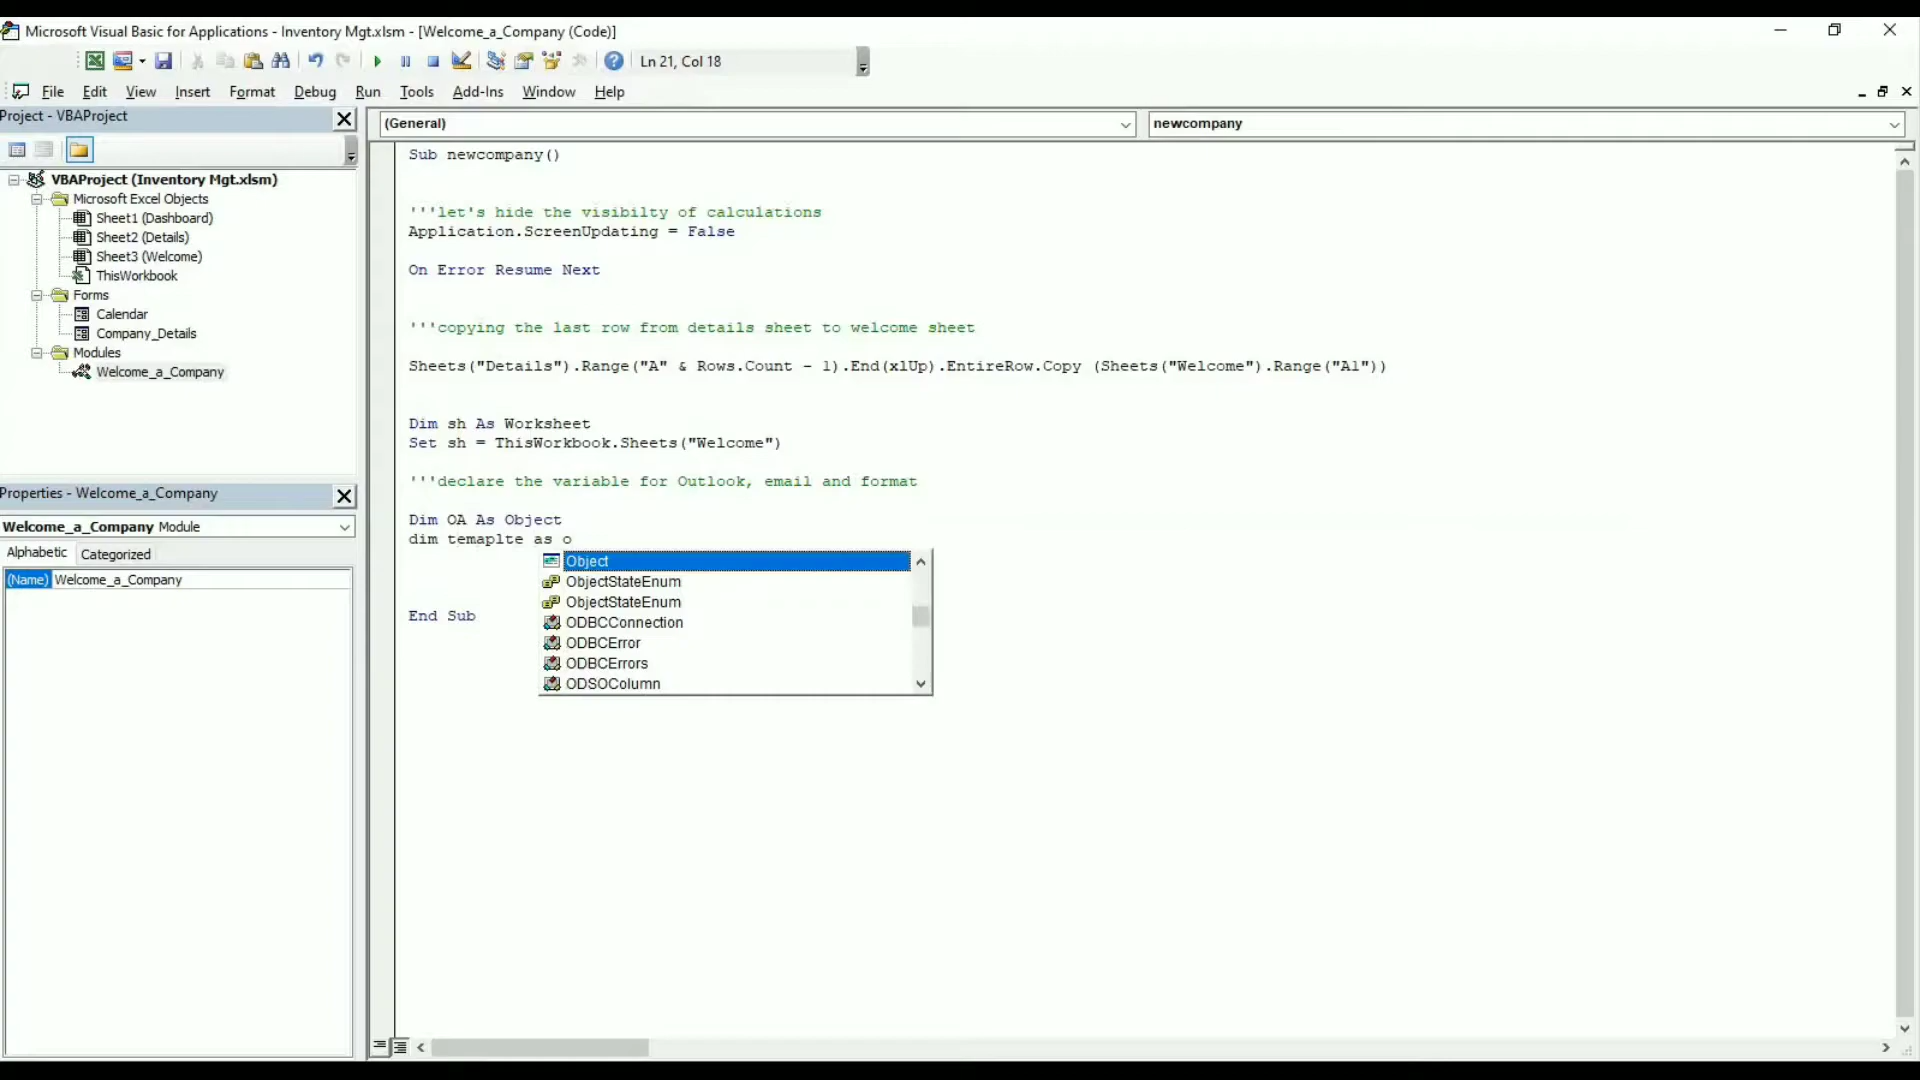 Microsoft Visual Basic for Applications - Inventory Mgt.xlsm - [Welcome_a_Company (Code)]
Ln 21, Col 18
File Edit View Insert Format Debug Run Tools Add-Ins Window Help
Project - VBAProject
VBAProject (Inventory Mgt.xlsm)
Microsoft Excel Objects
Sheet1 (Dashboard)
Sheet2 (Details)
Sheet3 (Welcome)
ThisWorkbook
Forms
Calendar
Company_Details
Modules
Welcome_a_Company
Properties - Welcome_a_Company
Welcome_a_Company Module
Alphabetic Categorized
(Name) Welcome_a_Company
(General) newcompany
Sub newcompany()
'''let's hide the visibilty of calculations
Application.ScreenUpdating = False
On Error Resume Next
'''copying the last row from details sheet to welcome sheet
Sheets("Details").Range("A" & Rows.Count - 1).End(xlUp).EntireRow.Copy (Sheets("Welcome").Range("A1"))
Dim sh As Worksheet
Set sh = ThisWorkbook.Sheets("Welcome")
'''declare the variable for Outlook, email and format
Dim OA As Object
dim temaplte as o
Object
ObjectStateEnum
ObjectStateEnum
ODBCConnection
ODBCError
ODBCErrors
ODSOColumn
End Sub